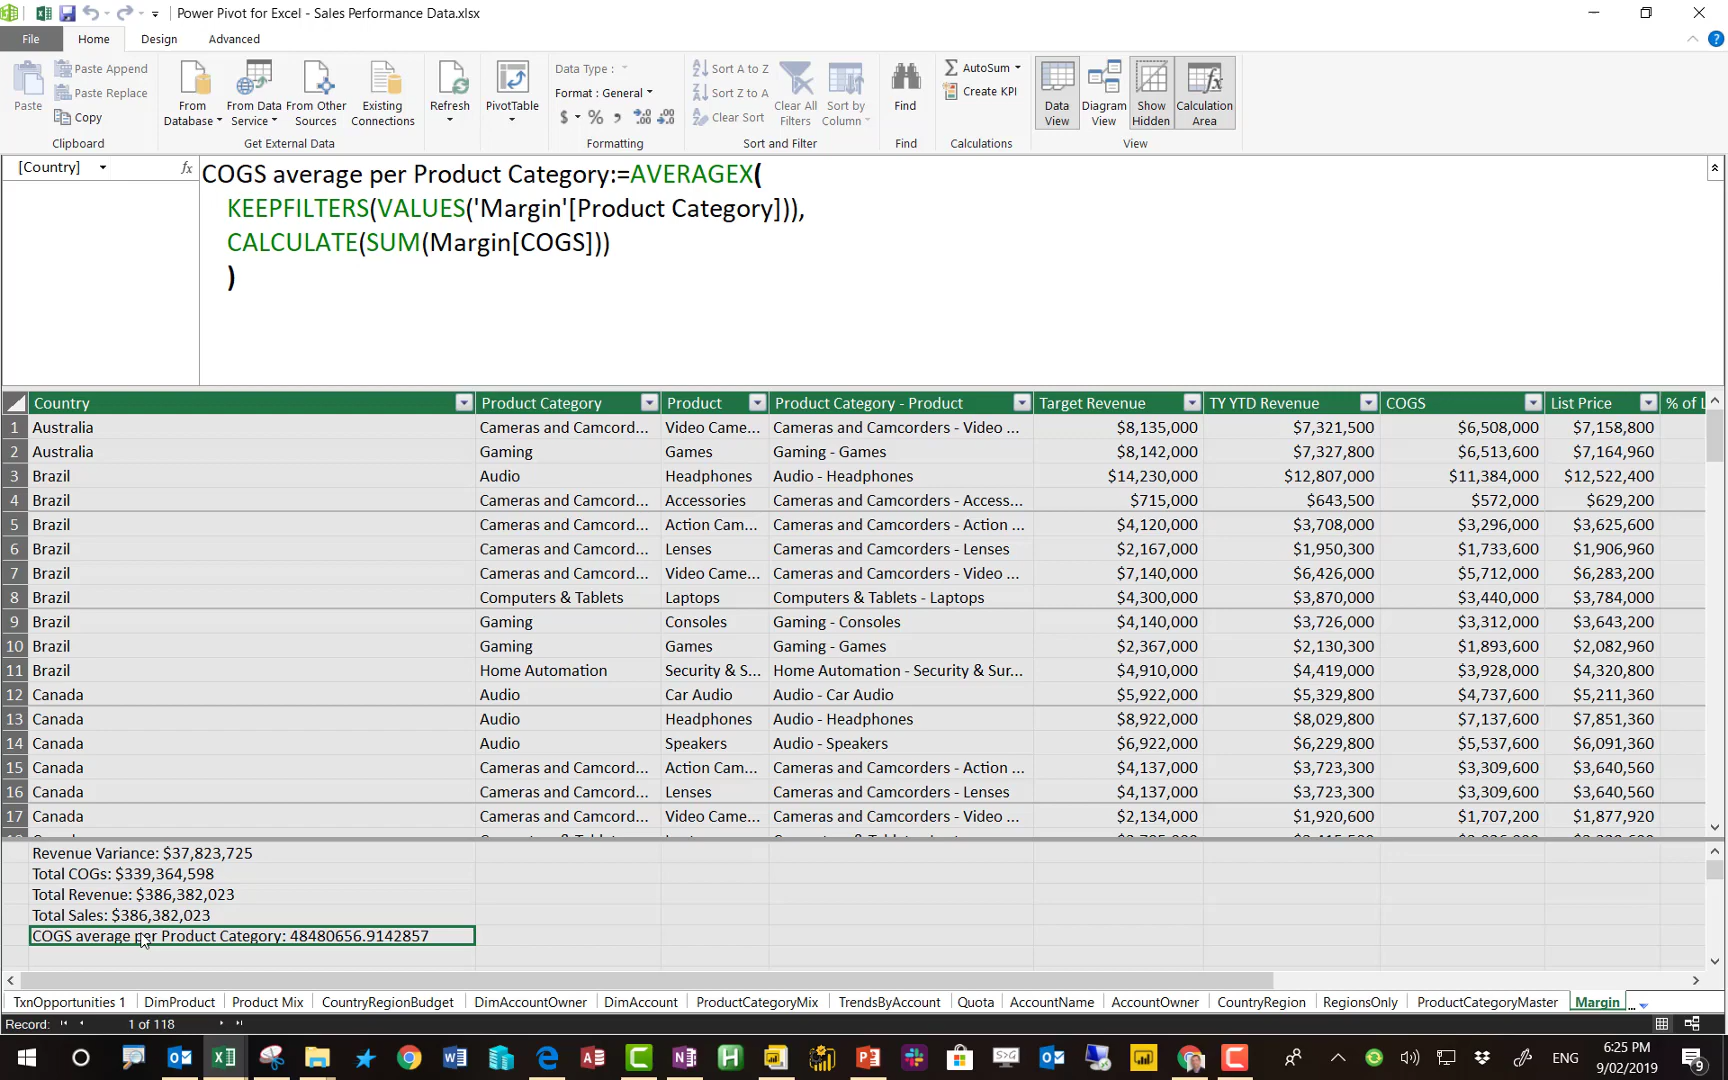 Power Pivot for Excel - Sales Performance Data.xlsx
File Home Design Advanced
Paste
Paste Append
Paste Replace
Copy
Clipboard
From Database
From Data Service
From Other Sources
Existing Connections
Get External Data
Refresh
PivotTable
Data Type :
Format : General
$ % ,
Formatting
Sort A to Z
Sort Z to A
Clear Sort
Clear All Filters
Sort by Column
Sort and Filter
Find
Find
AutoSum
Create KPI
Calculations
Data View
Diagram View
Show Hidden
Calculation Area
View
[Country] fx
COGS average per Product Category:=AVERAGEX(
KEEPFILTERS(VALUES('Margin'[Product Category])),
CALCULATE(SUM(Margin[COGS]))
)
Country Product Category Product Product Category - Product Target Revenue TY YTD Revenue COGS List Price % of L
1 Australia Cameras and Camcord... Video Came... Cameras and Camcorders - Video ... $8,135,000 $7,321,500 $6,508,000 $7,158,800
2 Australia Gaming Games Gaming - Games $8,142,000 $7,327,800 $6,513,600 $7,164,960
3 Brazil Audio Headphones Audio - Headphones $14,230,000 $12,807,000 $11,384,000 $12,522,400
4 Brazil Cameras and Camcord... Accessories Cameras and Camcorders - Access... $715,000 $643,500 $572,000 $629,200
5 Brazil Cameras and Camcord... Action Cam... Cameras and Camcorders - Action ... $4,120,000 $3,708,000 $3,296,000 $3,625,600
6 Brazil Cameras and Camcord... Lenses Cameras and Camcorders - Lenses $2,167,000 $1,950,300 $1,733,600 $1,906,960
7 Brazil Cameras and Camcord... Video Came... Cameras and Camcorders - Video ... $7,140,000 $6,426,000 $5,712,000 $6,283,200
8 Brazil Computers & Tablets Laptops Computers & Tablets - Laptops $4,300,000 $3,870,000 $3,440,000 $3,784,000
9 Brazil Gaming Consoles Gaming - Consoles $4,140,000 $3,726,000 $3,312,000 $3,643,200
10 Brazil Gaming Games Gaming - Games $2,367,000 $2,130,300 $1,893,600 $2,082,960
11 Brazil Home Automation Security & S... Home Automation - Security & Sur... $4,910,000 $4,419,000 $3,928,000 $4,320,800
12 Canada Audio Car Audio Audio - Car Audio $5,922,000 $5,329,800 $4,737,600 $5,211,360
13 Canada Audio Headphones Audio - Headphones $8,922,000 $8,029,800 $7,137,600 $7,851,360
14 Canada Audio Speakers Audio - Speakers $6,922,000 $6,229,800 $5,537,600 $6,091,360
15 Canada Cameras and Camcord... Action Cam... Cameras and Camcorders - Action ... $4,137,000 $3,723,300 $3,309,600 $3,640,560
16 Canada Cameras and Camcord... Lenses Cameras and Camcorders - Lenses $4,137,000 $3,723,300 $3,309,600 $3,640,560
17 Canada Cameras and Camcord... Video Came... Cameras and Camcorders - Video ... $2,134,000 $1,920,600 $1,707,200 $1,877,920
Revenue Variance: $37,823,725
Total COGs: $339,364,598
Total Revenue: $386,382,023
Total Sales: $386,382,023
COGS average per Product Category: 48480656.9142857
TxnOpportunities 1 DimProduct Product Mix CountryRegionBudget DimAccountOwner DimAccount ProductCategoryMix TrendsByAccount Quota AccountName AccountOwner CountryRegion RegionsOnly ProductCategoryMaster Margin ...
Record: 1 of 118
ENG
6:25 PM
9/02/2019
9